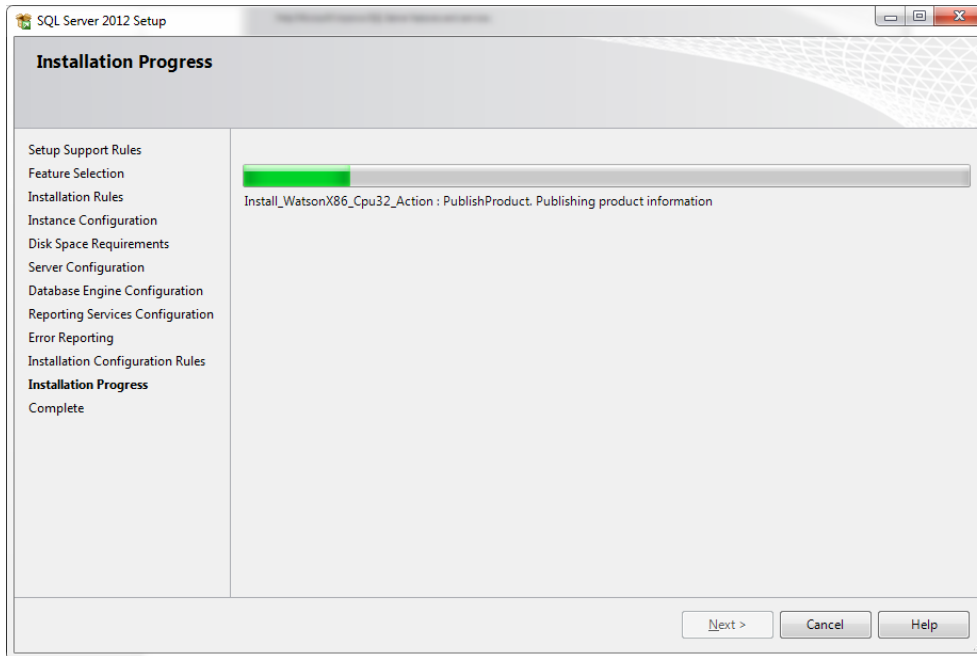 SQL Server 2012 Setup
Installation Progress
Setup Support Rules
Feature Selection
Installation Rules
Instance Configuration
Disk Space Requirements
Server Configuration
Database Engine Configuration
Reporting Services Configuration
Error Reporting
Installation Configuration Rules
Installation Progress
Complete
Install_WatsonX86_Cpu32_Action : PublishProduct. Publishing product information
Next >
Cancel
Help